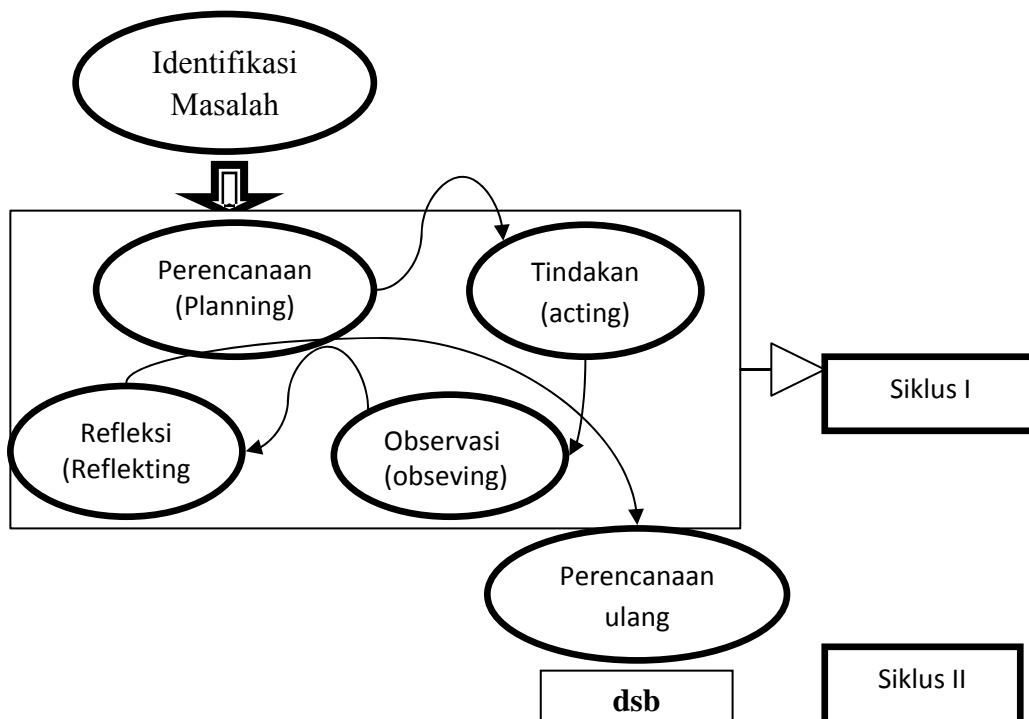 Identifikasi
Masalah
Perencanaan
(Planning)
Tindakan
(acting)
Siklus I
Refleksi
(Reflekting
Observasi
(obseving)
Perencanaan
ulang
Siklus II
dsb